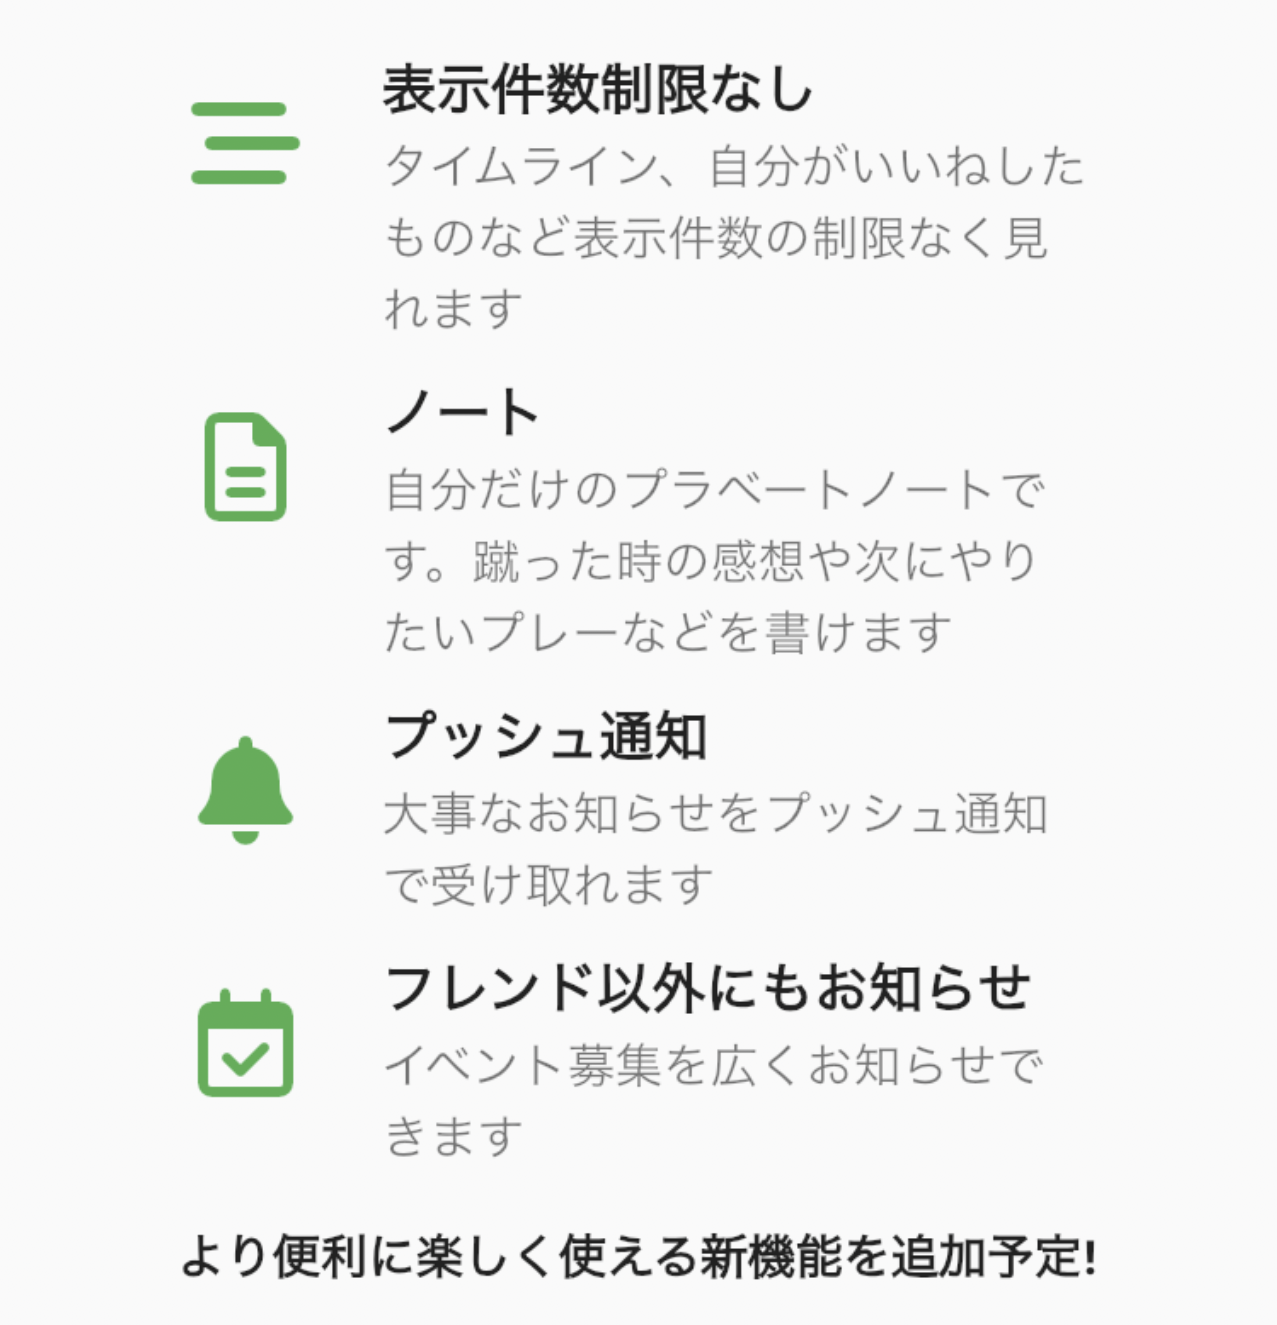 表示件数制限なし
タイムライン、自分がいいねした
ものなど表示件数の制限なく見
れます
ノート
自分だけのプラベートノートで
す。蹴った時の感想や次にやり
たいプレーなどを書けます
プッシュ通知
大事なお知らせをプッシュ通知
で受け取れます
フレンド以外にもお知らせ
イベント募集を広くお知らせで
きます
より便利に楽しく使える新機能を追加予定!